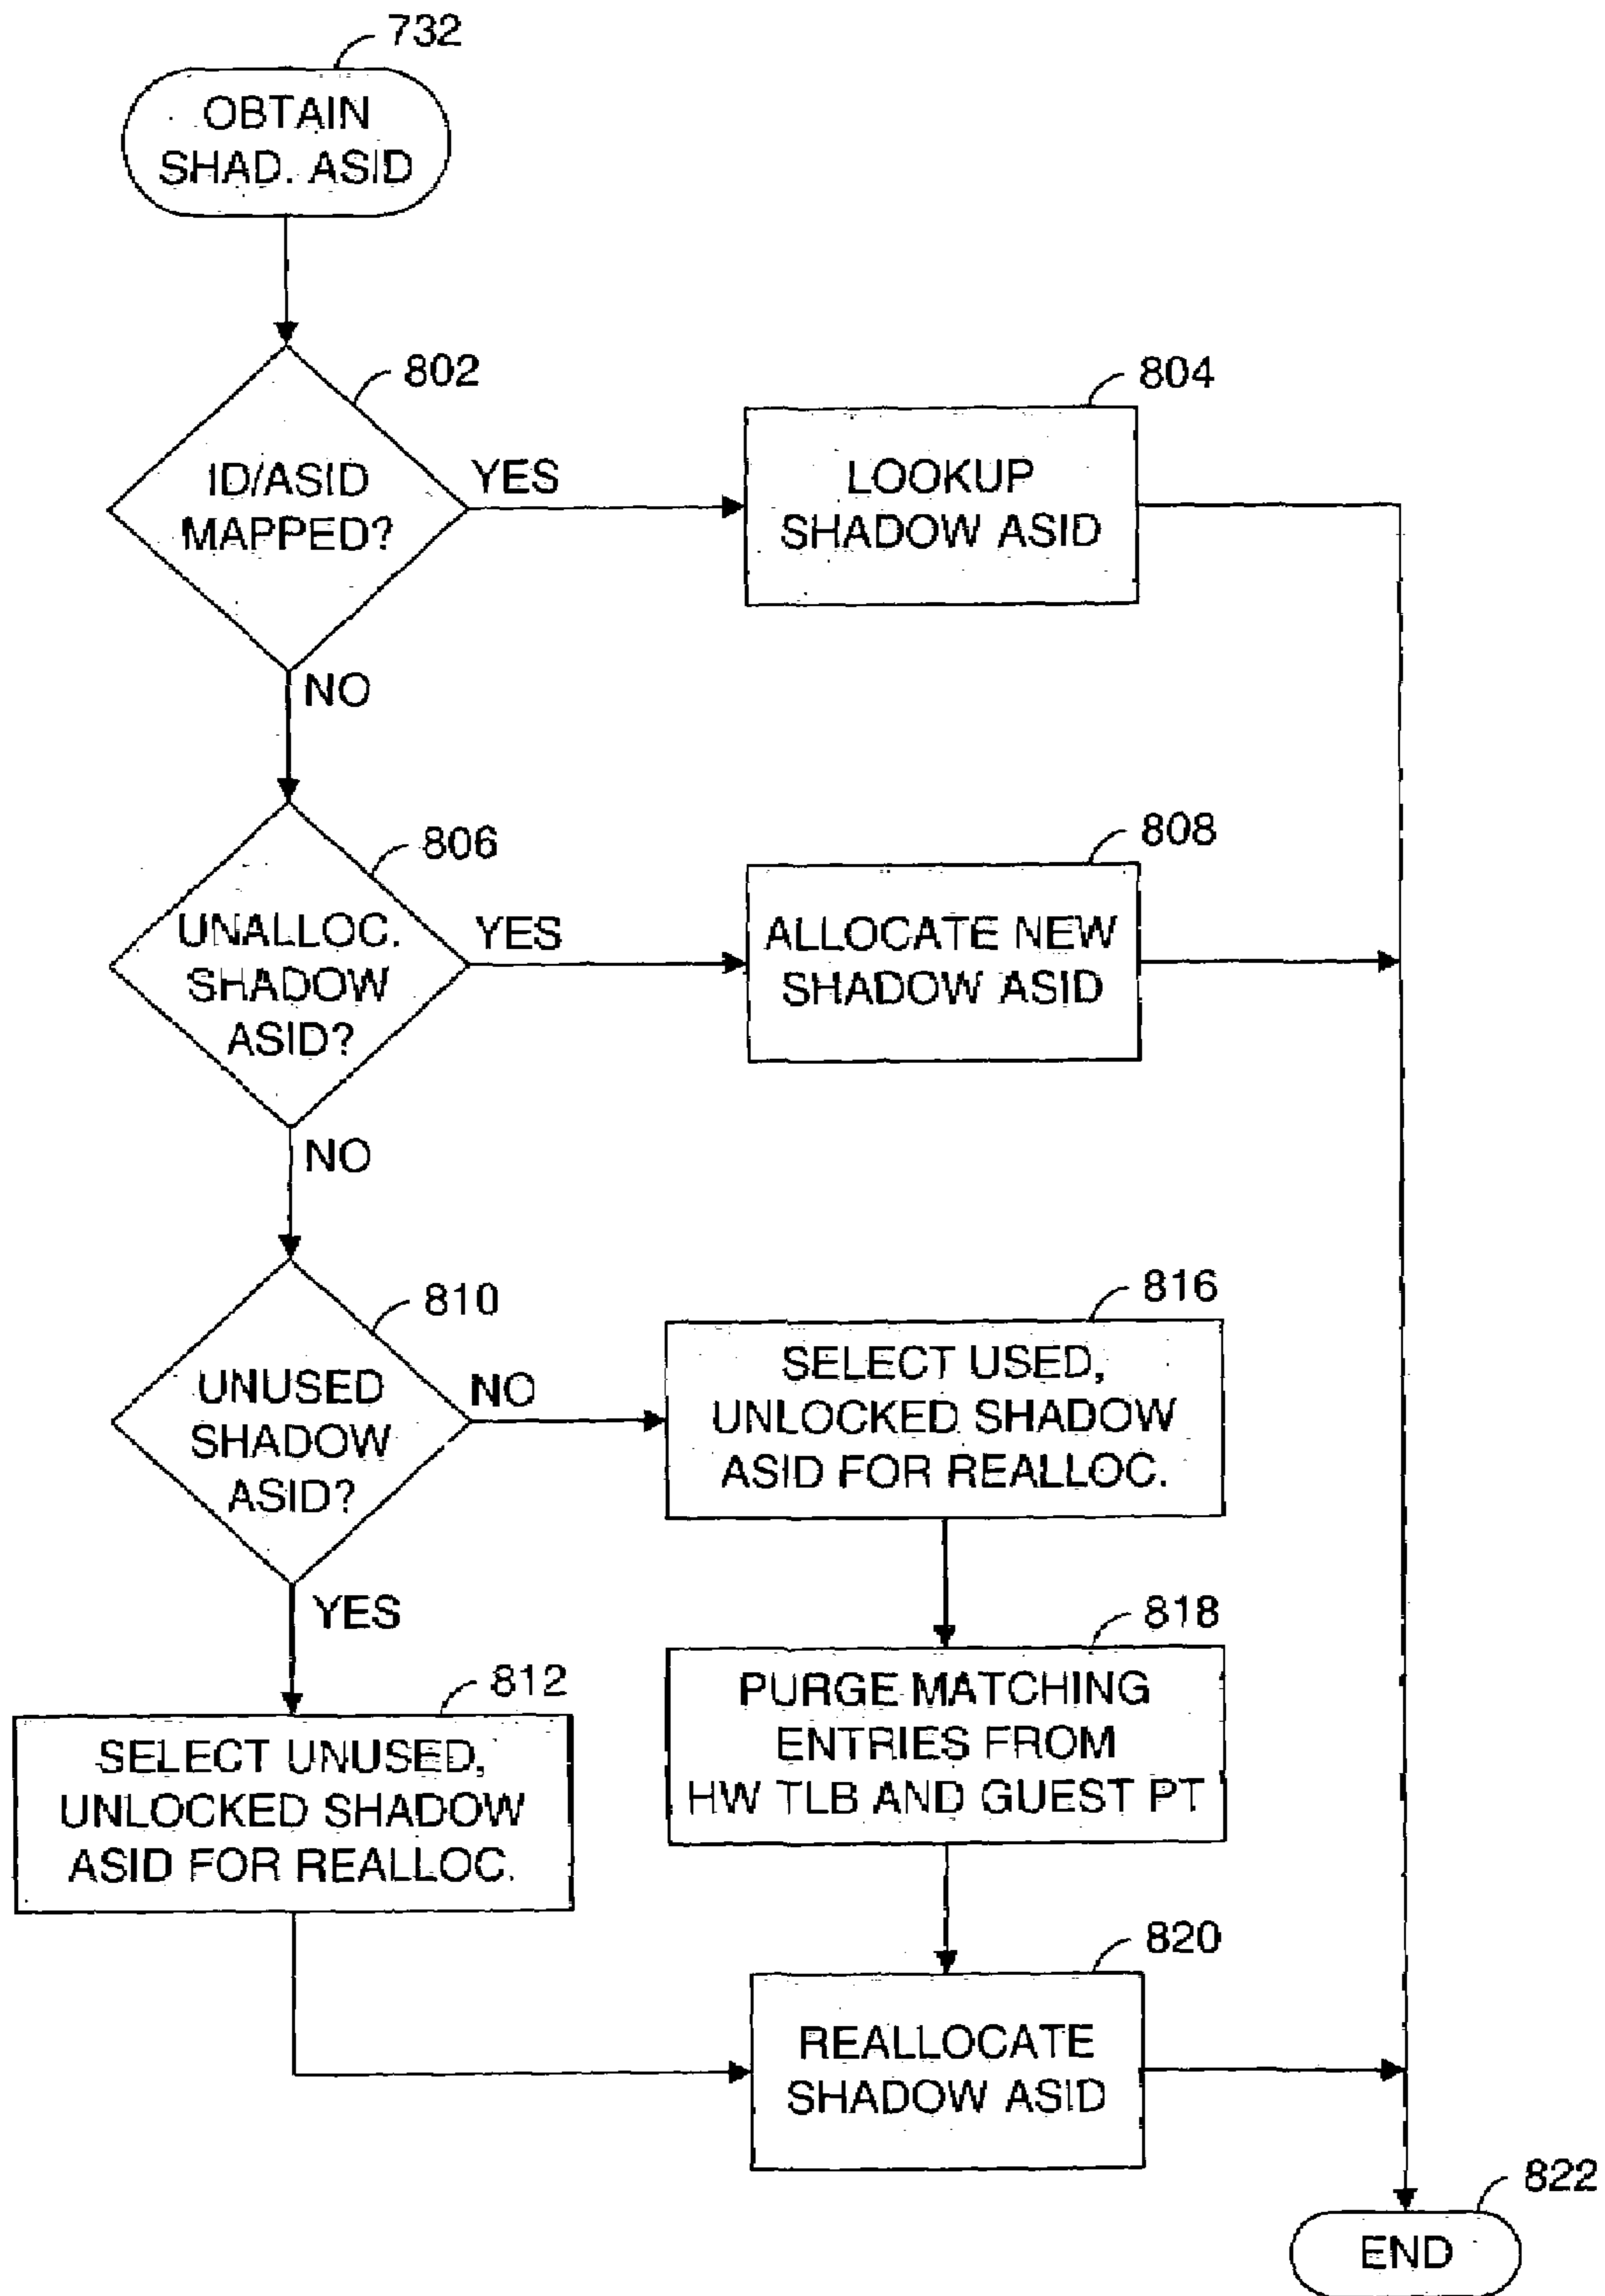 732
OBTAIN
SHAD. ASID
802
ID/ASID
MAPPED?
YES
804
LOOKUP
SHADOW ASID
NO
806
UNALLOC.
SHADOW
ASID?
YES
808
ALLOCATE NEW
SHADOW ASID
NO
810
UNUSED
SHADOW
ASID?
NO
816
SELECT USED,
UNLOCKED SHADOW
ASID FOR REALLOC.
YES
818
PURGE MATCHING
ENTRIES FROM
HW TLB AND GUEST PT
812
SELECT UNUSED,
UNLOCKED SHADOW
ASID FOR REALLOC.
820
REALLOCATE
SHADOW ASID
822
END